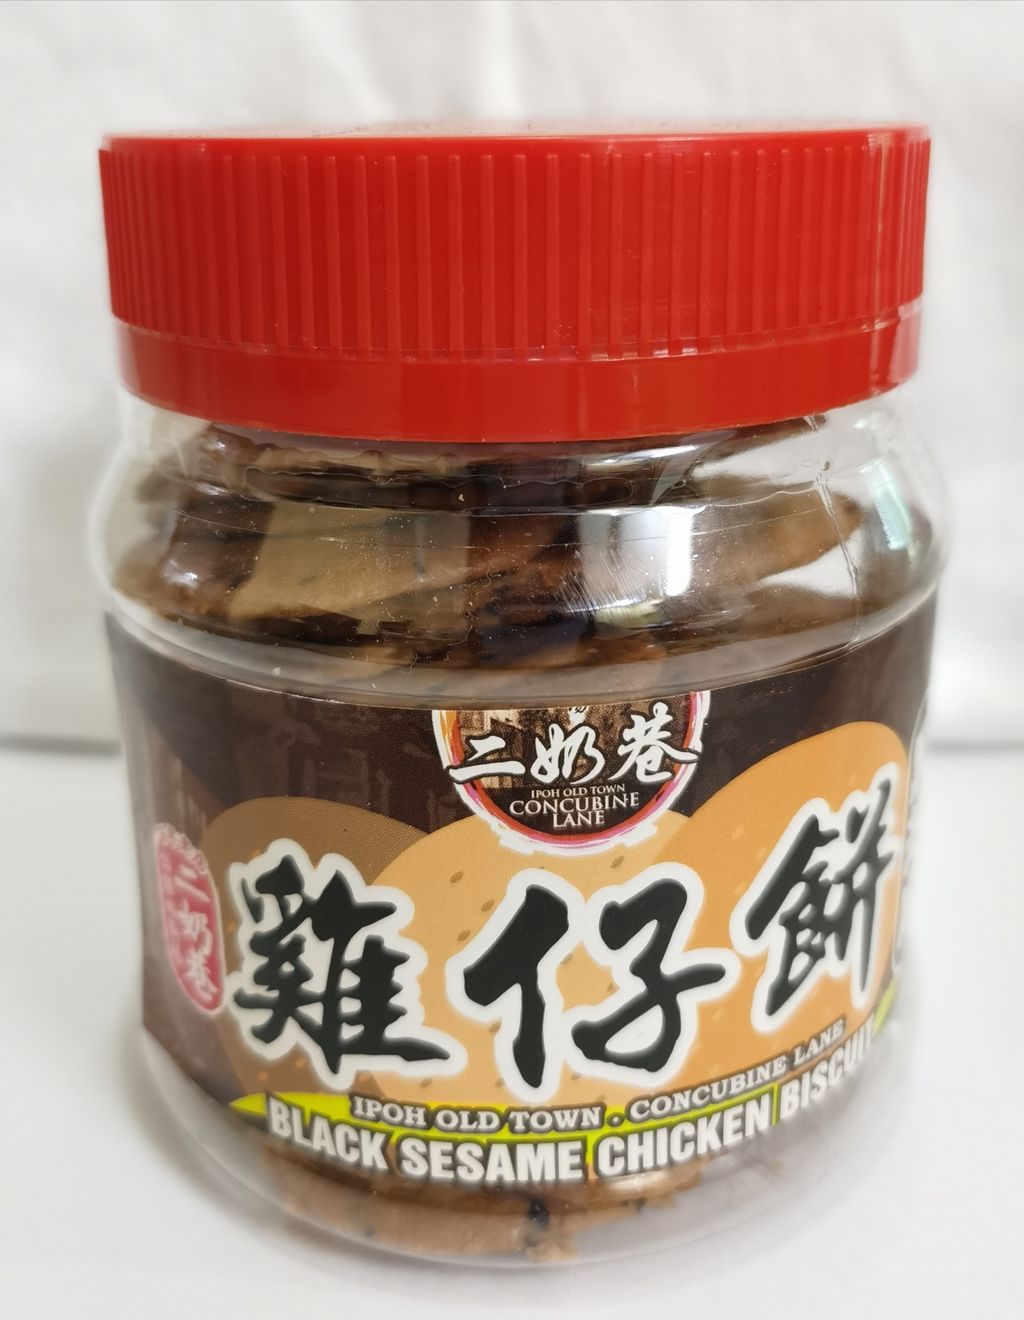 二奶巷
IPOH OLD TOWN
CONCUBINE
LANE
二奶巷
雞仔餅
IPOH OLD TOWN . CONCUBINE LANE
BLACK SESAME CHICKEN BISCUIT